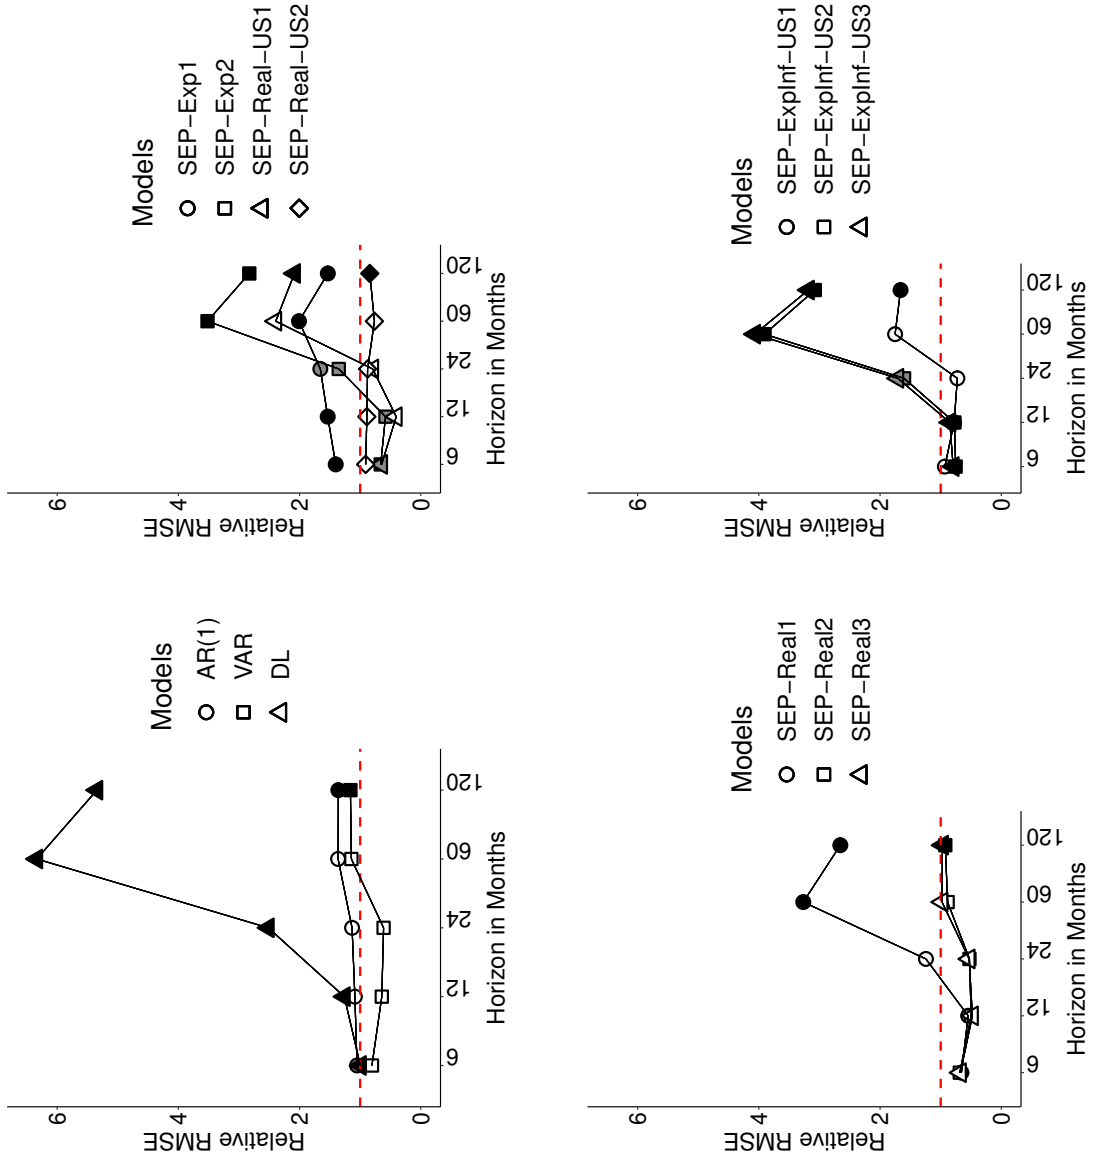 Relative RMSE
6
4
2
0
6
12
24
60
120
Horizon in Months
Models
AR(1)
VAR
DL
Relative RMSE
6
4
2
0
6
12
24
60
120
Horizon in Months
Models
SEP−Exp1
SEP−Exp2
SEP−Real−US1
SEP−Real−US2
Relative RMSE
6
4
2
0
6
12
24
60
120
Horizon in Months
Models
SEP−Real1
SEP−Real2
SEP−Real3
Relative RMSE
6
4
2
0
6
12
24
60
120
Horizon in Months
Models
SEP−ExpInf−US1
SEP−ExpInf−US2
SEP−ExpInf−US3